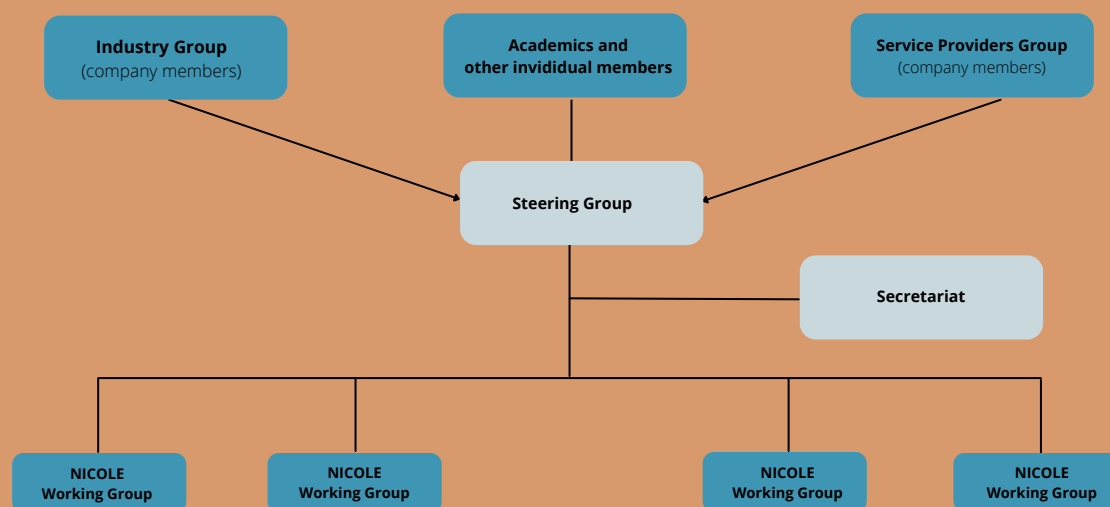 Industry Group
(company members)
Academics and
other invididual members
Service Providers Group
(company members)
Steering Group
Secretariat
NICOLE
Working Group
NICOLE
Working Group
NICOLE
Working Group
NICOLE
Working Group